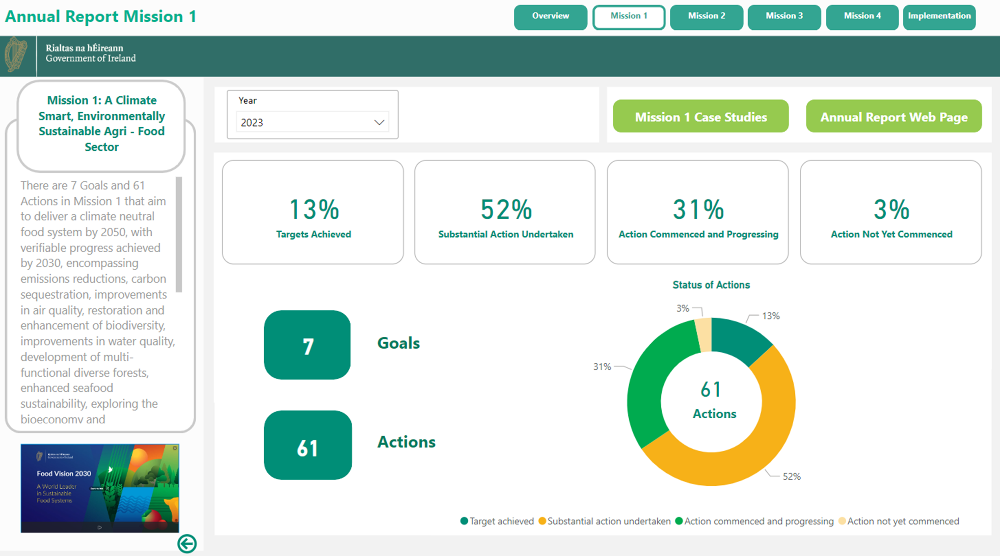 Annual Report Mission 1
Overview
Mission 1
Mission 2
Mission 3
Mission 4
Implementation
Rialtas na hÉireann
Government of Ireland
Mission 1: A Climate
Smart, Environmentally
Sustainable Agri - Food
Sector
There are 7 Goals and 61
Actions in Mission 1 that aim
to deliver a climate neutral
food system by 2050, with
verifiable progress achieved
by 2030, encompassing
emissions reductions, carbon
sequestration, improvements
in air quality, restoration and
enhancement of biodiversity,
improvements in water quality,
development of multi-
functional diverse forests,
enhanced seafood
sustainability, exploring the
bioeconomy and
Rialtas na hÉireann
Government of Ireland
Food Vision 2030
A World Leader
in Sustainable
Food Systems
Year
2023
Mission 1 Case Studies
Annual Report Web Page
13%
Targets Achieved
52%
Substantial Action Undertaken
31%
Action Commenced and Progressing
3%
Action Not Yet Commenced
7
Goals
61
Actions
Status of Actions
3%
13%
31%
52%
61
Actions
Target achieved
Substantial action undertaken
Action commenced and progressing
Action not yet commenced